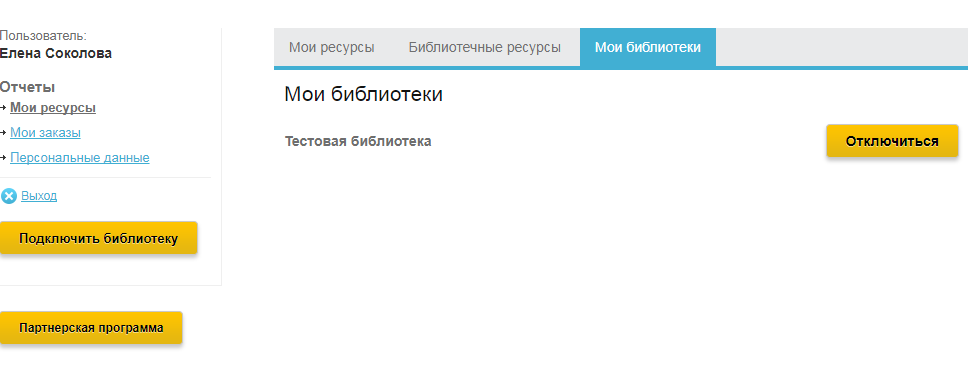 Пользователь:
Елена Соколова
Отчеты
Мои ресурсы
Мои заказы
Персональные данные
Выход
Подключить библиотеку
Партнерская программа
Мои ресурсы Библиотечные ресурсы Мои библиотеки
Мои библиотеки
Тестовая библиотека Отключиться